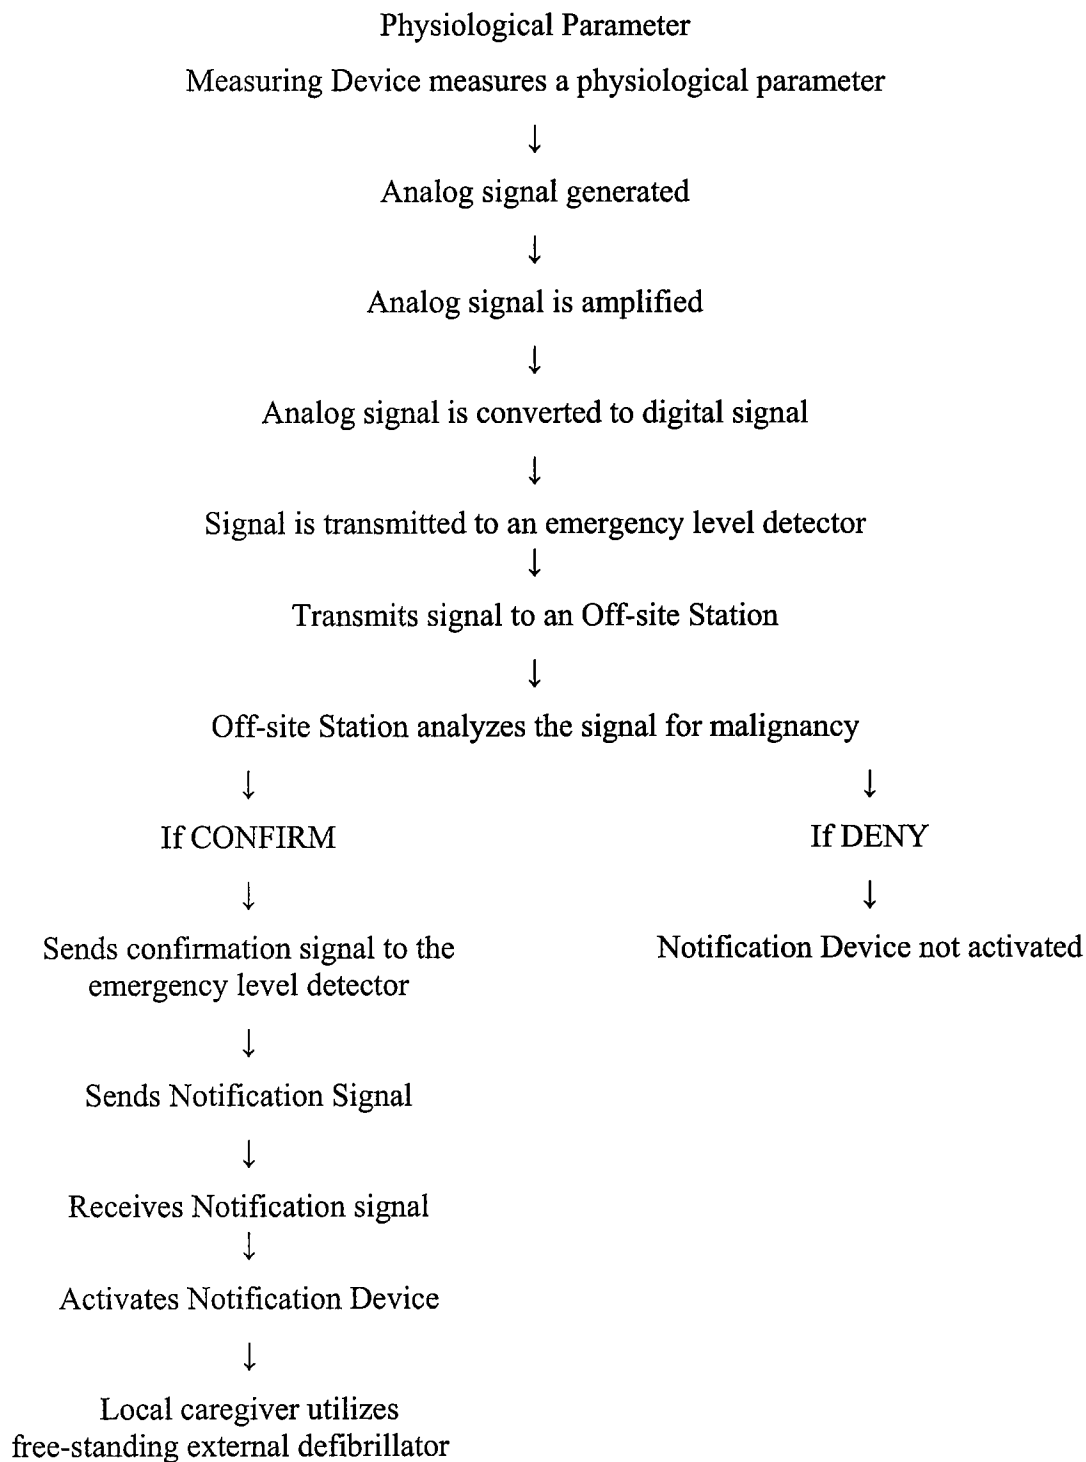 Physiological Parameter
Measuring Device measures a physiological parameter
↓
Analog signal generated
↓
Analog signal is amplified
↓
Analog signal is converted to digital signal
↓
Signal is transmitted to an emergency level detector
↓
Transmits signal to an Off-site Station
↓
Off-site Station analyzes the signal for malignancy
↓ ↓
If CONFIRM If DENY
↓ ↓
Sends confirmation signal to the Notification Device not activated
emergency level detector
↓
Sends Notification Signal
↓
Receives Notification signal
↓
Activates Notification Device
↓
Local caregiver utilizes
free-standing external defibrillator